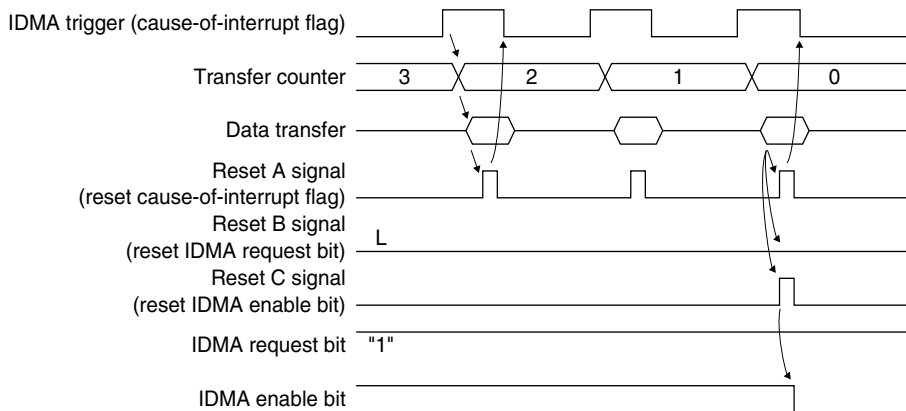 IDMA trigger (cause-of-interrupt flag)
Transfer counter
3 2 1 0
Data transfer
Reset A signal
(reset cause-of-interrupt flag)
Reset B signal
(reset IDMA request bit)
L
Reset C signal
(reset IDMA enable bit)
IDMA request bit
"1"
IDMA enable bit